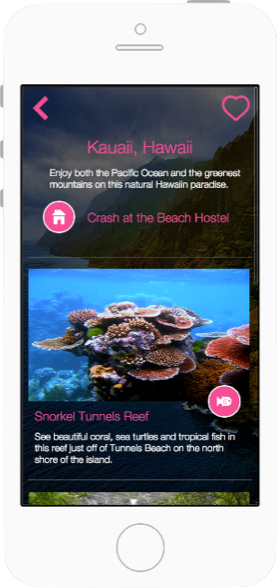 Kauaii, Hawaii
Enjoy both the Pacific Ocean and the greenest
mountains on this natural Hawaiin paradise.
Crash at the Beach Hostel
Snorkel Tunnels Reef
See beautiful coral, sea turtles and tropical fish in
this reef just off of Tunnels Beach on the north
shore of the island.